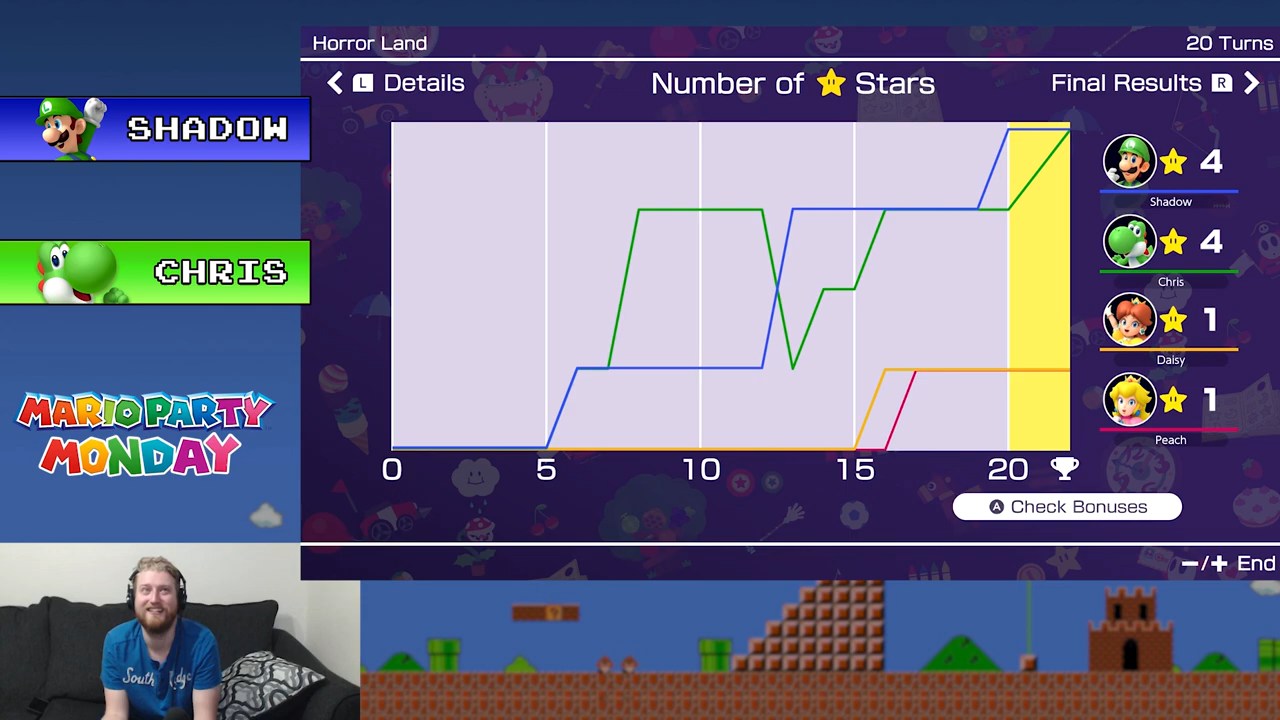 Horror Land
20 Turns
L Details
Number of Stars
Final Results R
SHADOW
4
Shadow
4
Chris
CHRIS
1
Daisy
1
Peach
MARIO PARTY
MONDAY
0 5 10 15 20
A Check Bonuses
−/+ End
South